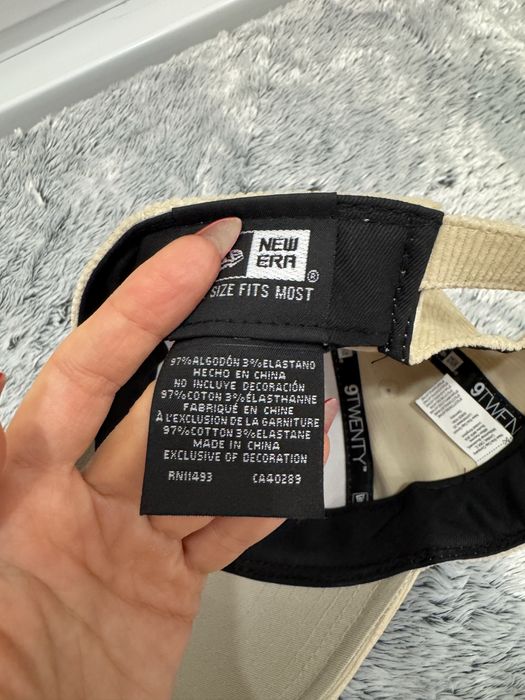 NEW
ERA
®
SIZE FITS MOST
97%ALGODÓN 3%ELASTANO
HECHO EN CHINA
NO INCLUYE DECORACIÓN
97%COTON 3%ÉLASTHANNE
FABRIQUÉ EN CHINE
À L'EXCLUSION DE LA GARNITURE
97%COTTON 3%ELASTANE
MADE IN CHINA
EXCLUSIVE OF DECORATION
RN11493 CA40289
9TWENTY
9TWENTY